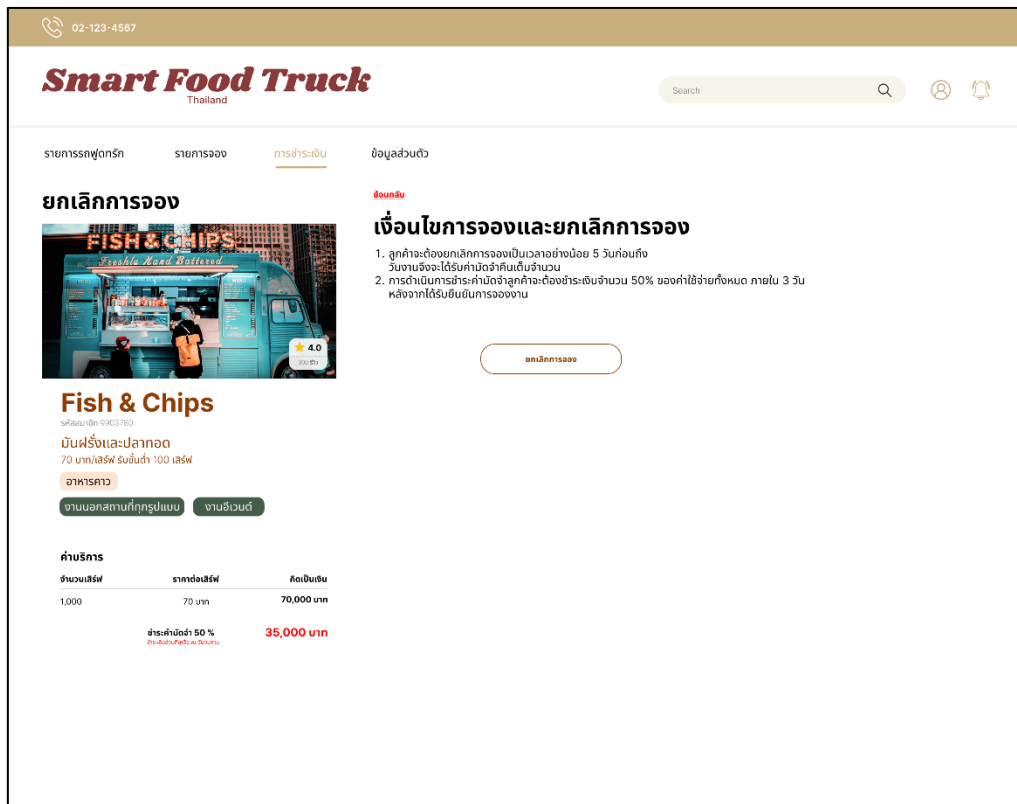 02-123-4567
Smart Food Truck
Thailand
Search
รายการรถฟู้ดทรัก
รายการจอง
การชำระเงิน
ข้อมูลส่วนตัว
ยกเลิกการจอง
FISH & CHIPS
Freshly Hand Battered
4.0
300 รีวิว
Fish & Chips
รหัสสมาชิก 9903780
มันฝรั่งและปลาทอด
70 บาท/เสิร์ฟ รับขั้นต่ำ 100 เสิร์ฟ
อาหารคาว
งานนอกสถานที่ทุกรูปแบบ
งานอีเวนต์
ค่าบริการ
จำนวนเสิร์ฟ ราคาต่อเสิร์ฟ คิดเป็นเงิน
1,000 70 บาท 70,000 บาท
ชำระค่ามัดจำ 50 % 35,000 บาท
ย้อนกลับ
เงื่อนไขการจองและยกเลิกการจอง
1. ลูกค้าจะต้องยกเลิกการจองเป็นเวลาอย่างน้อย 5 วันก่อนถึง
วันงานจึงจะได้รับค่ามัดจำคืนเต็มจำนวน
2. การดำเนินการชำระค่ามัดจำลูกค้าจะต้องชำระเงินจำนวน 50% ของค่าใช้จ่ายทั้งหมด ภายใน 3 วัน
หลังจากได้รับยืนยันการจองงาน
ยกเลิกการจอง